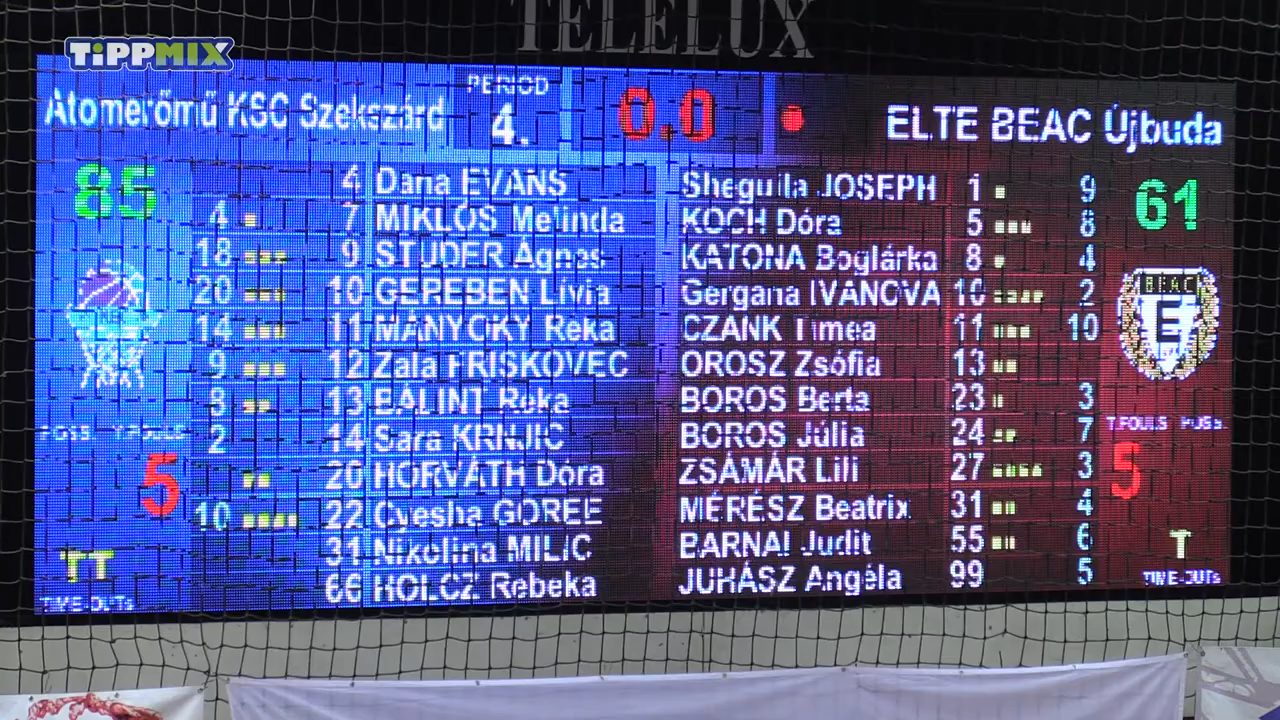 TELELUX
TiPPMIX
Atomerőmű KSC Szekszárd
PERIOD
4.
0.0
ELTE BEAC Újbuda
85
61
4 Dana EVANS
Sheguila JOSEPH 1 9
4 7 MIKLÓS Melinda
KOCH Dóra 5 8
18 9 STUDER Ágnes
KATONA Boglárka 8 4
20 10 GEREBEN Lívia
Gergana IVANOVA 10 2
14 11 MÁNYOKY Réka
CZANK Tímea 11 10
9 12 Zala FRISKOVEC
OROSZ Zsófia 13
8 13 BÁLINT Réka
BOROS Berta 23 3
2 14 Sara KRNJIC
BOROS Júlia 24 7
20 HORVÁTH Dóra
ZSÁMÁR Lili 27 3
10 22 Cyesha GOREE
MÉRÉSZ Beatrix 31 4
31 Nikolina MILIC
BARNAI Judit 55 6
66 HOLCZ Rebeka
JUHÁSZ Angéla 99 5
BEAC
POSS T.FOULS
T.FOULS POSS.
5
5
TT
T
TIME-OUTs
TIME-OUTs